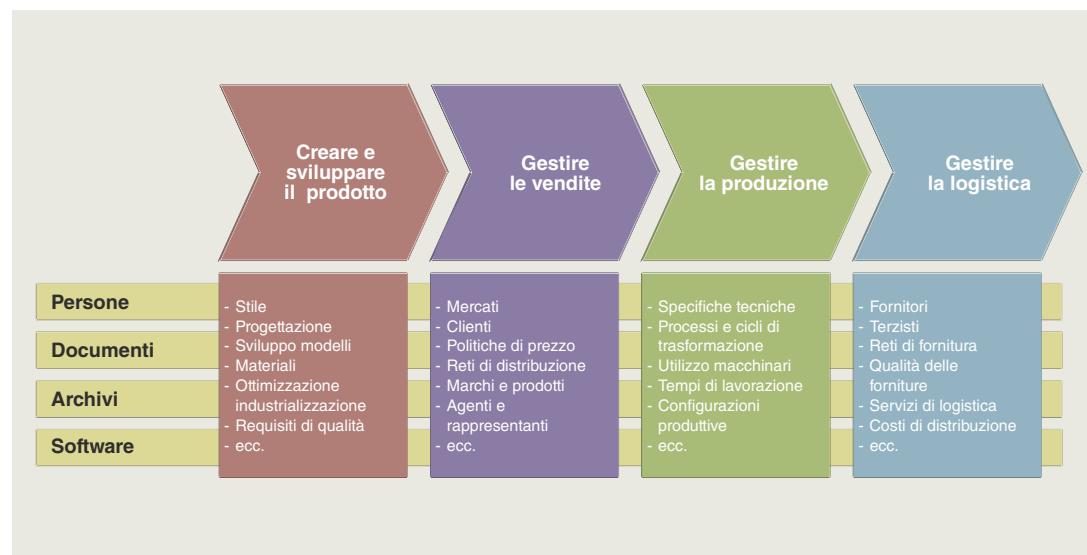 Creare e
sviluppare
il prodotto
Gestire
le vendite
Gestire
la produzione
Gestire
la logistica
Persone
Documenti
Archivi
Software
- Stile
- Progettazione
- Sviluppo modelli
- Materiali
- Ottimizzazione
industrializzazione
- Requisiti di qualità
- ecc.
- Mercati
- Clienti
- Politiche di prezzo
- Reti di distribuzione
- Marchi e prodotti
- Agenti e
rappresentanti
- ecc.
- Specifiche tecniche
- Processi e cicli di
trasformazione
- Utilizzo macchinari
- Tempi di lavorazione
- Configurazioni
produttive
- ecc.
- Fornitori
- Terzisti
- Reti di fornitura
- Qualità delle
forniture
- Servizi di logistica
- Costi di distribuzione
- ecc.